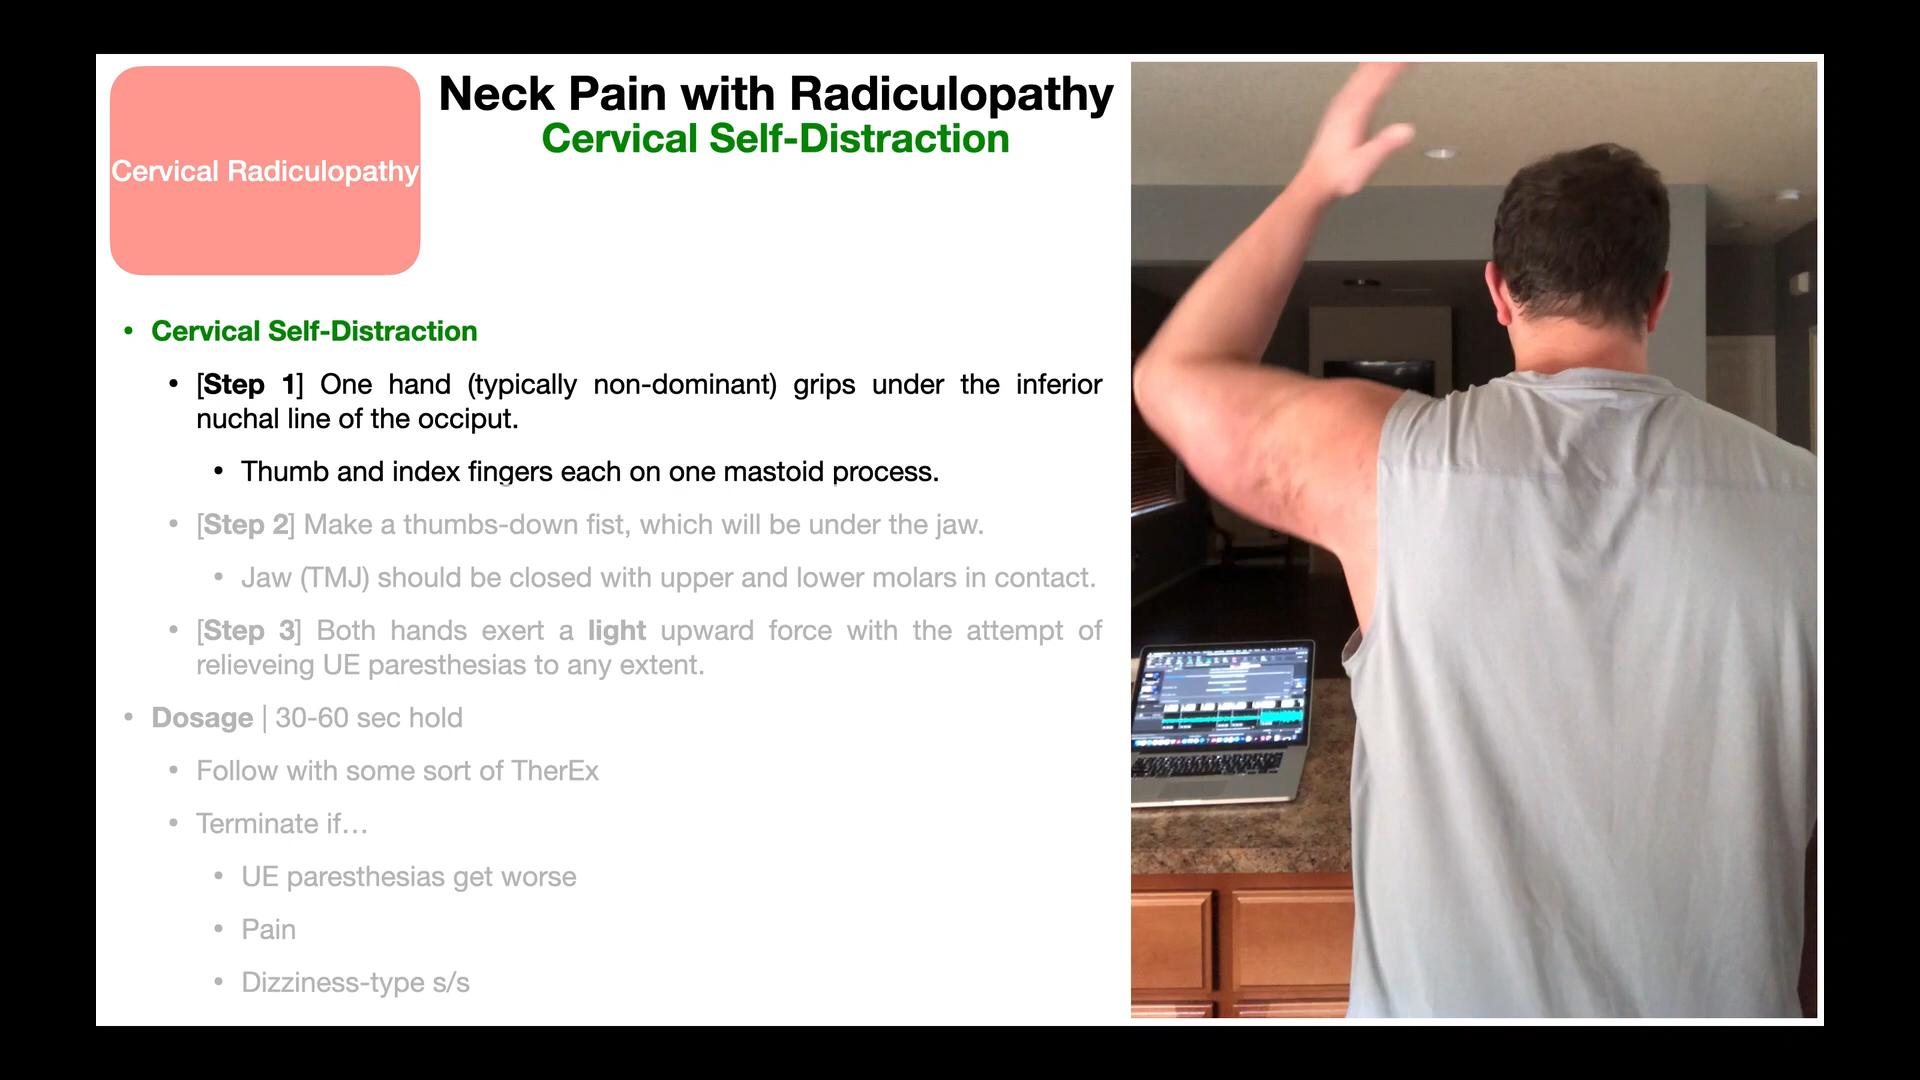 Cervical Radiculopathy
Neck Pain with Radiculopathy
Cervical Self-Distraction
• Cervical Self-Distraction
• [Step 1] One hand (typically non-dominant) grips under the inferior
nuchal line of the occiput.
• Thumb and index fingers each on one mastoid process.
• [Step 2] Make a thumbs-down fist, which will be under the jaw.
• Jaw (TMJ) should be closed with upper and lower molars in contact.
• [Step 3] Both hands exert a light upward force with the attempt of
relieveing UE paresthesias to any extent.
• Dosage | 30-60 sec hold
• Follow with some sort of TherEx
• Terminate if…
• UE paresthesias get worse
• Pain
• Dizziness-type s/s